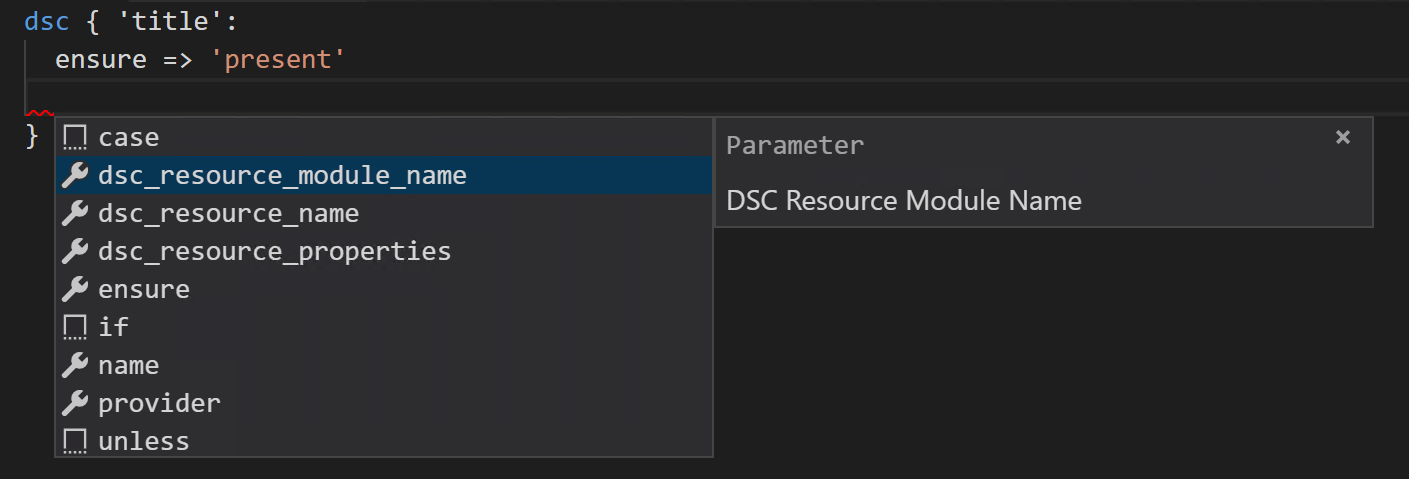 dsc { 'title':
ensure => 'present'
}
case
dsc_resource_module_name
dsc_resource_name
dsc_resource_properties
ensure
if
name
provider
unless
Parameter ×
DSC Resource Module Name